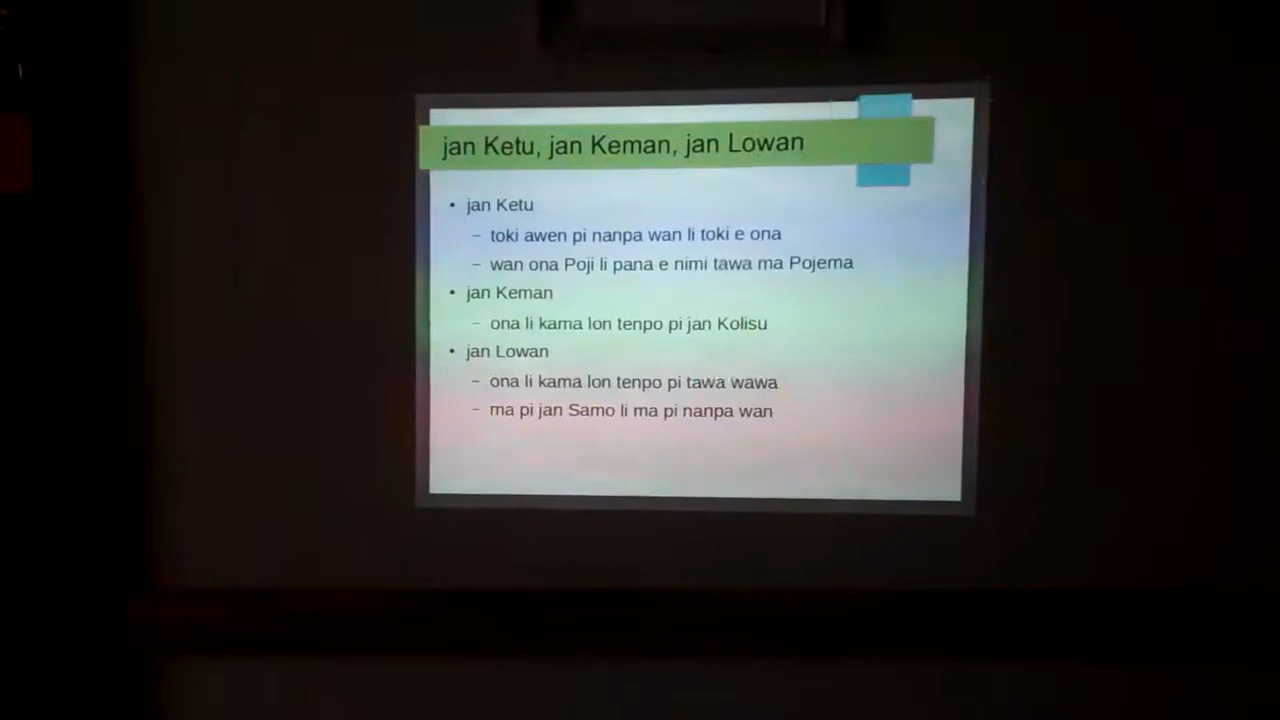 jan Ketu, jan Keman, jan Lowan
• jan Ketu
– toki awen pi nanpa wan li toki e ona
– wan ona Poji li pana e nimi tawa ma Pojema
• jan Keman
– ona li kama lon tenpo pi jan Kolisu
• jan Lowan
– ona li kama lon tenpo pi tawa wawa
– ma pi jan Samo li ma pi nanpa wan